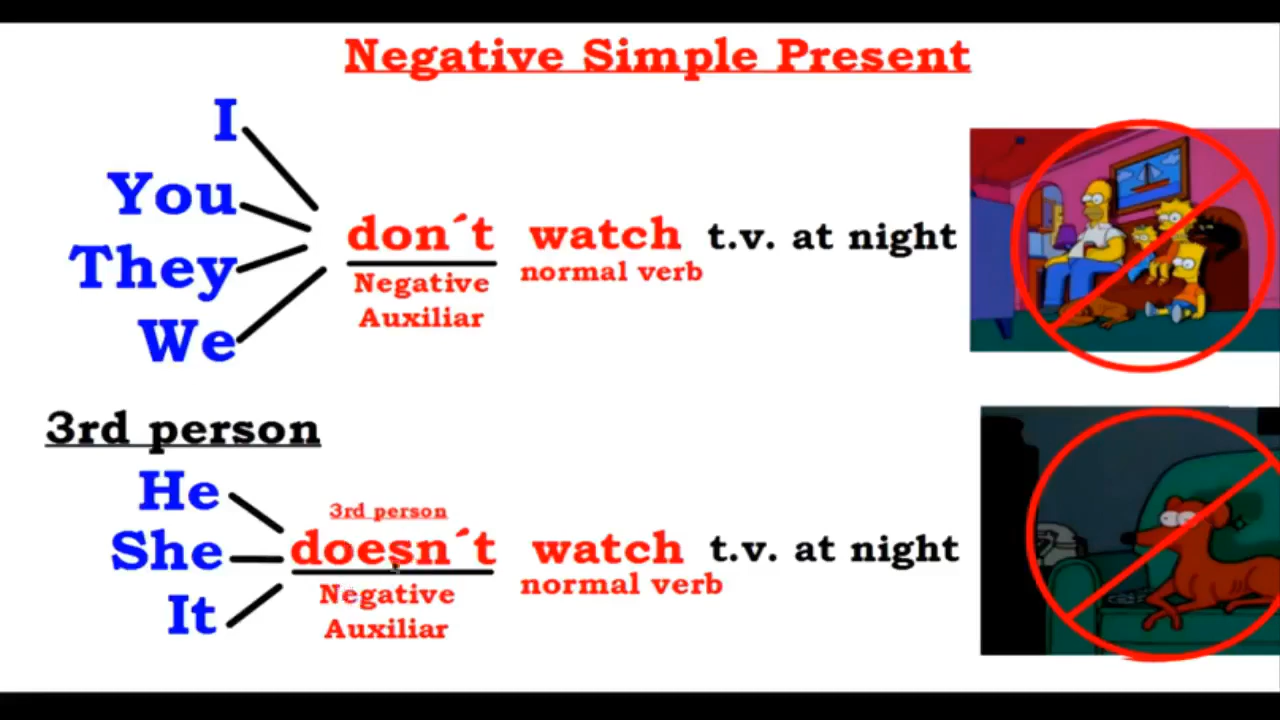 Negative Simple Present
I
You
They
We
don´t watch t.v. at night
Negative normal verb
Auxiliar
3rd person
He
She
It
3rd person
doesn´t watch t.v. at night
Negative normal verb
Auxiliar